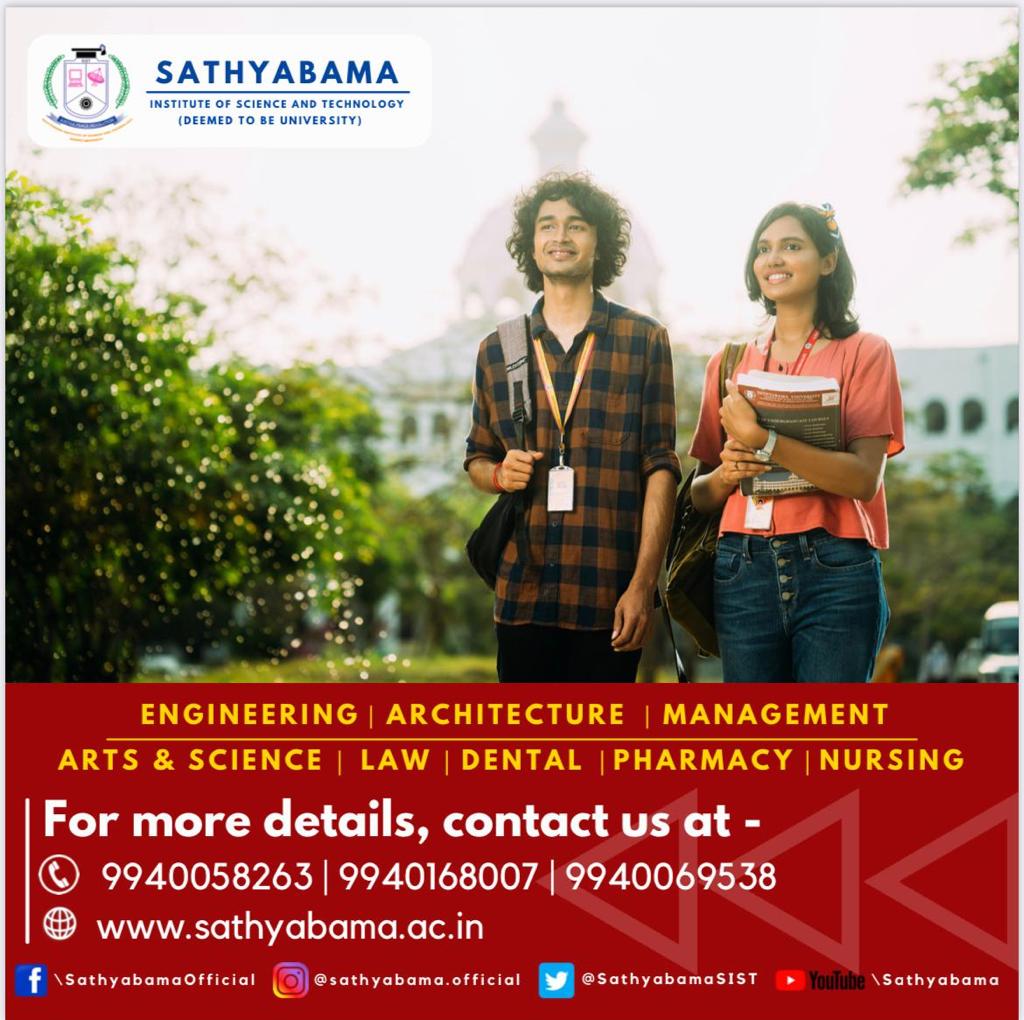 SATHYABAMA
INSTITUTE OF SCIENCE AND TECHNOLOGY
(DEEMED TO BE UNIVERSITY)
ENGINEERING | ARCHITECTURE | MANAGEMENT
ARTS & SCIENCE | LAW | DENTAL | PHARMACY | NURSING
For more details, contact us at -
9940058263 | 9940168007 | 9940069538
www.sathyabama.ac.in
\SathyabamaOfficial @sathyabama.official @SathyabamaSIST YouTube \Sathyabama